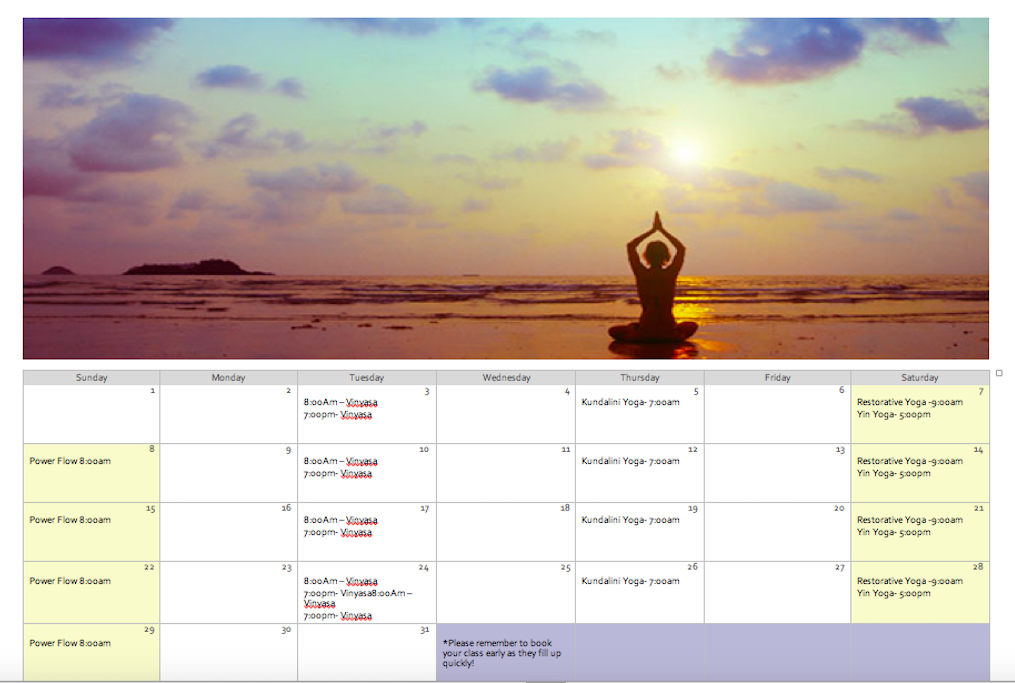 Sunday Monday Tuesday Wednesday Thursday Friday Saturday
1 2 3 4 5 6 7
8:00Am – Vinyasa
7:00pm- Vinyasa
Kundalini Yoga- 7:00am
Restorative Yoga -9:00am
Yin Yoga- 5:00pm
8 9 10 11 12 13 14
Power Flow 8:00am
8:00Am – Vinyasa
7:00pm- Vinyasa
Kundalini Yoga- 7:00am
Restorative Yoga -9:00am
Yin Yoga- 5:00pm
15 16 17 18 19 20 21
Power Flow 8:00am
8:00Am – Vinyasa
7:00pm- Vinyasa
Kundalini Yoga- 7:00am
Restorative Yoga -9:00am
Yin Yoga- 5:00pm
22 23 24 25 26 27 28
Power Flow 8:00am
8:00Am – Vinyasa
7:00pm- Vinyasa8:00Am –
Vinyasa
7:00pm- Vinyasa
Kundalini Yoga- 7:00am
Restorative Yoga -9:00am
Yin Yoga- 5:00pm
29 30 31
Power Flow 8:00am
*Please remember to book
your class early as they fill up
quickly!